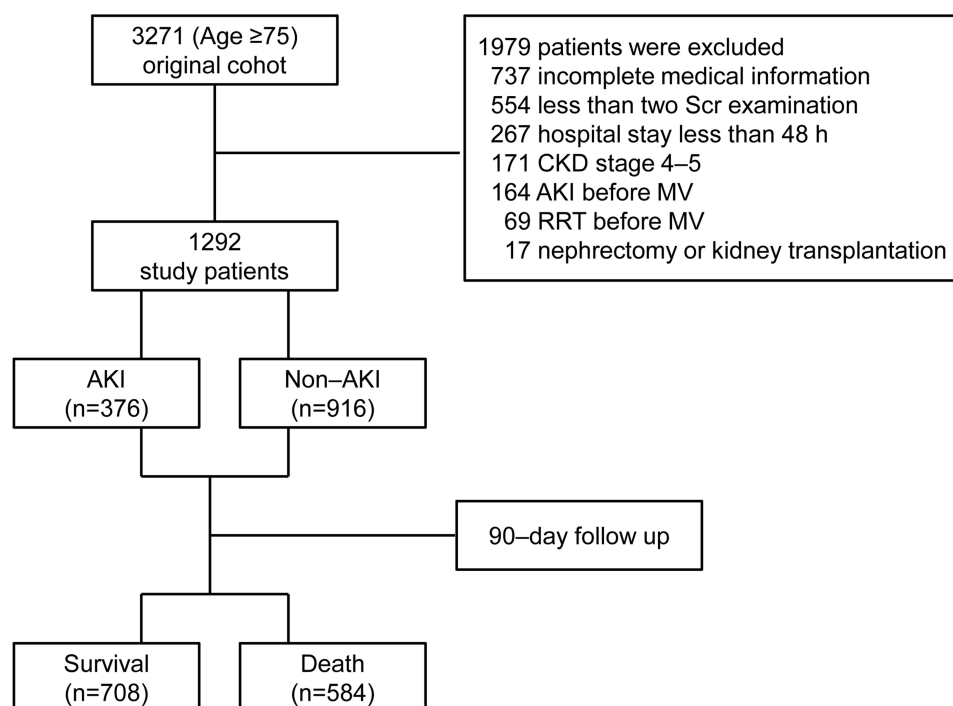 3271 (Age ≥75)
original cohot
1979 patients were excluded
737 incomplete medical information
554 less than two Scr examination
267 hospital stay less than 48 h
171 CKD stage 4–5
164 AKI before MV
69 RRT before MV
17 nephrectomy or kidney transplantation
1292
study patients
AKI
(n=376)
Non–AKI
(n=916)
90–day follow up
Survival
(n=708)
Death
(n=584)